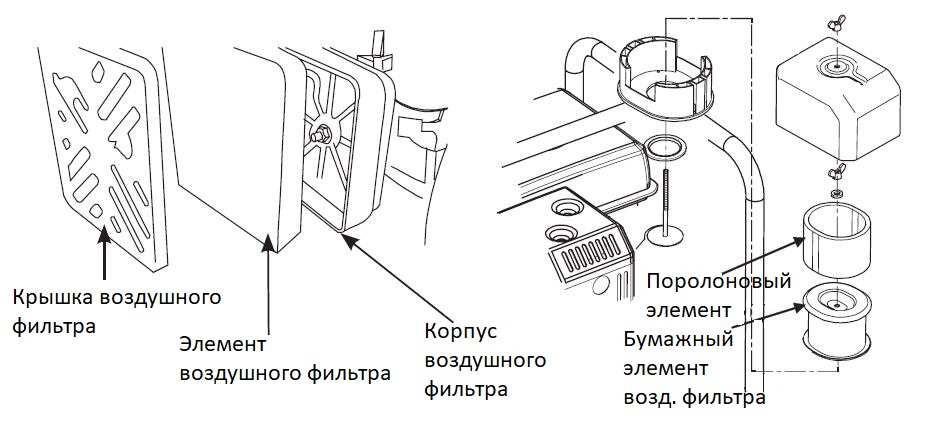 Крышка воздушного
фильтра
Элемент
воздушного фильтра
Корпус
воздушного
фильтра
Поролоновый
элемент
Бумажный
элемент
возд. фильтра